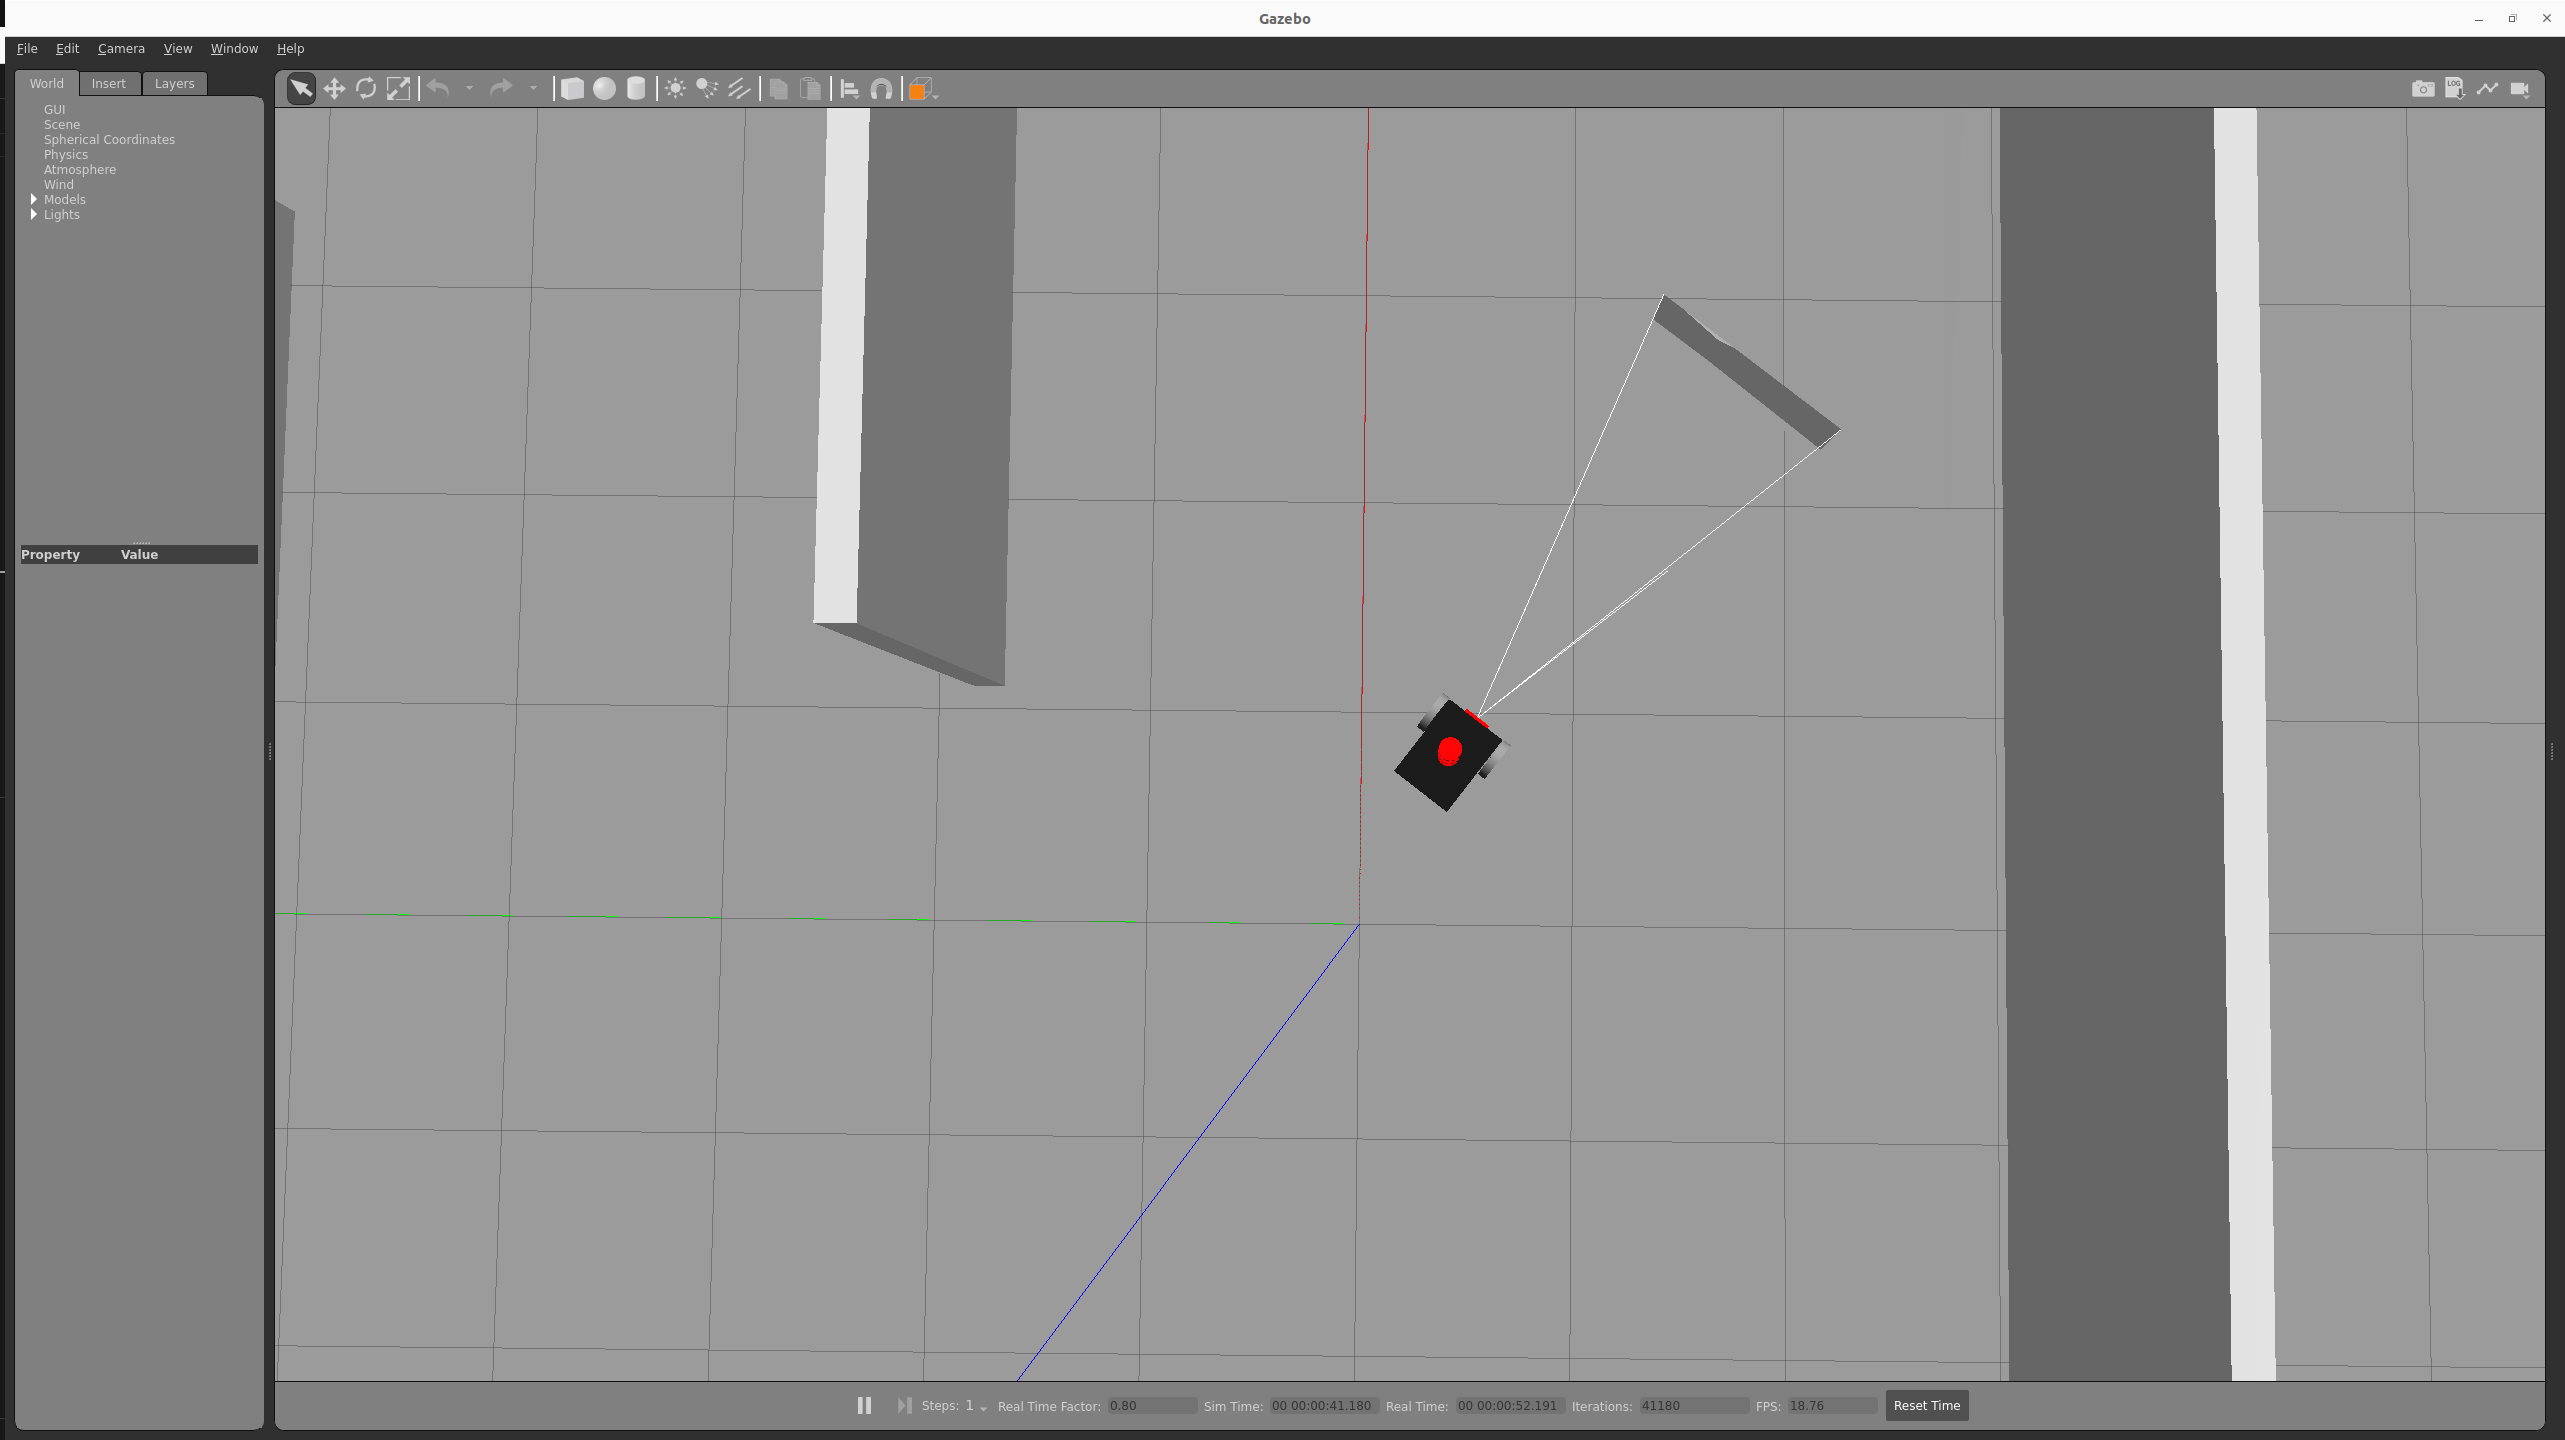 Gazebo
File Edit Camera View Window Help
World Insert Layers
LOG
GUI
Scene
Spherical Coordinates
Physics
Atmosphere
Wind
Models
Lights
Property Value
Steps: 1 Real Time Factor: 0.80 Sim Time: 00 00:00:41.180 Real Time: 00 00:00:52.191 Iterations: 41180 FPS: 18.76 Reset Time